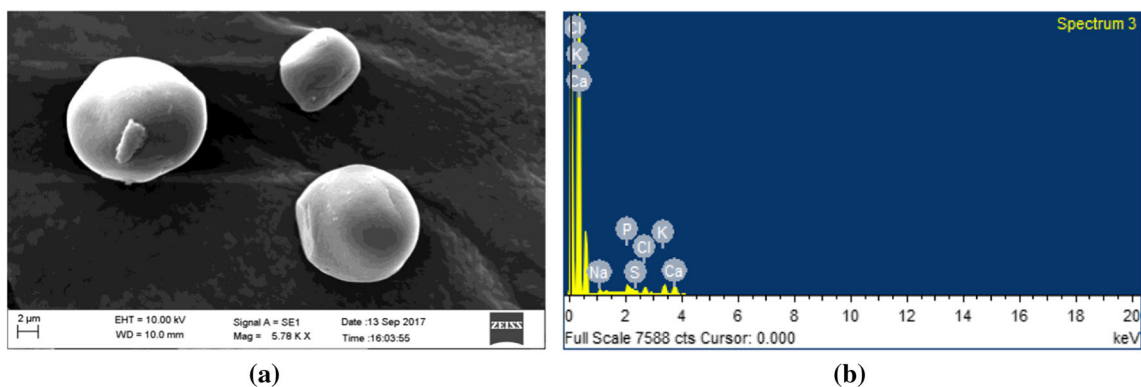 2 µm
EHT = 10.00 kV
WD = 10.0 mm
Signal A = SE1
Mag = 5.78 K X
Date :13 Sep 2017
Time :16:03:55
ZEISS
(a)
Spectrum 3
Cl
K
Ca
P
K
Cl
Na
S
Ca
0 2 4 6 8 10 12 14 16 18 20
Full Scale 7588 cts Cursor: 0.000 keV
(b)